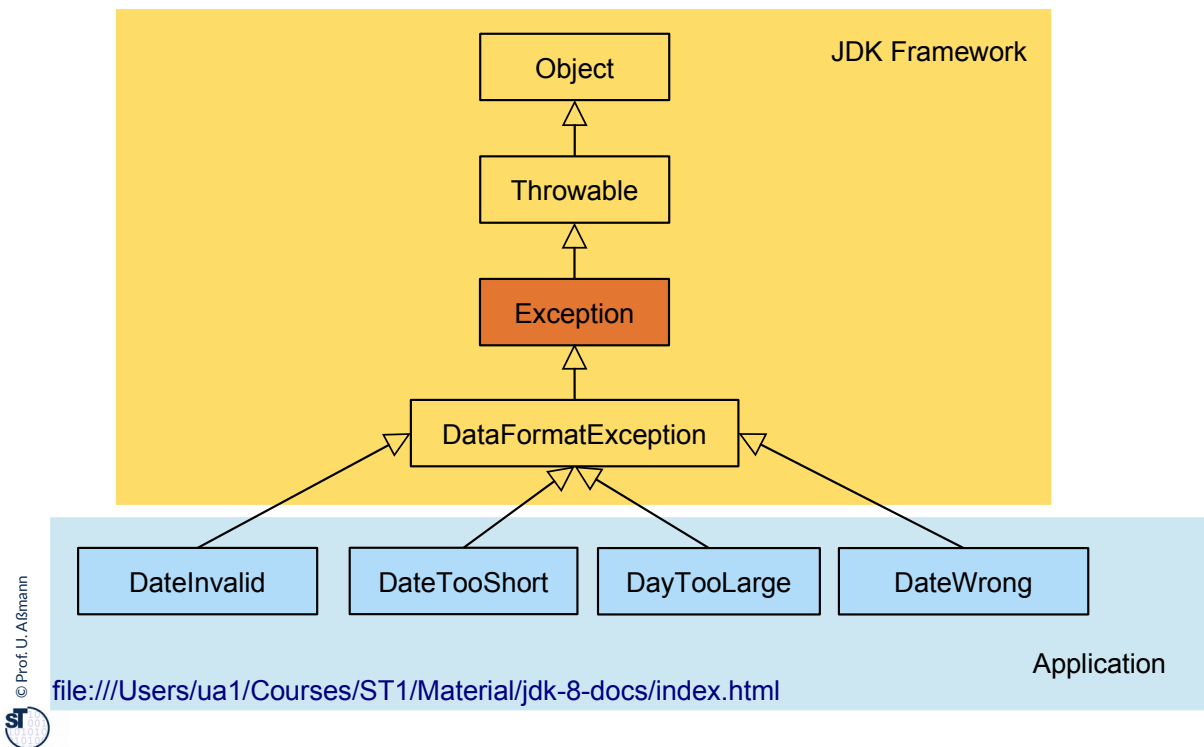 JDK Framework
Object
Throwable
Exception
DataFormatException
DateInvalid
DateTooShort
DayTooLarge
DateWrong
Application
file:///Users/ua1/Courses/ST1/Material/jdk-8-docs/index.html
© Prof. U. Aßmann
ST